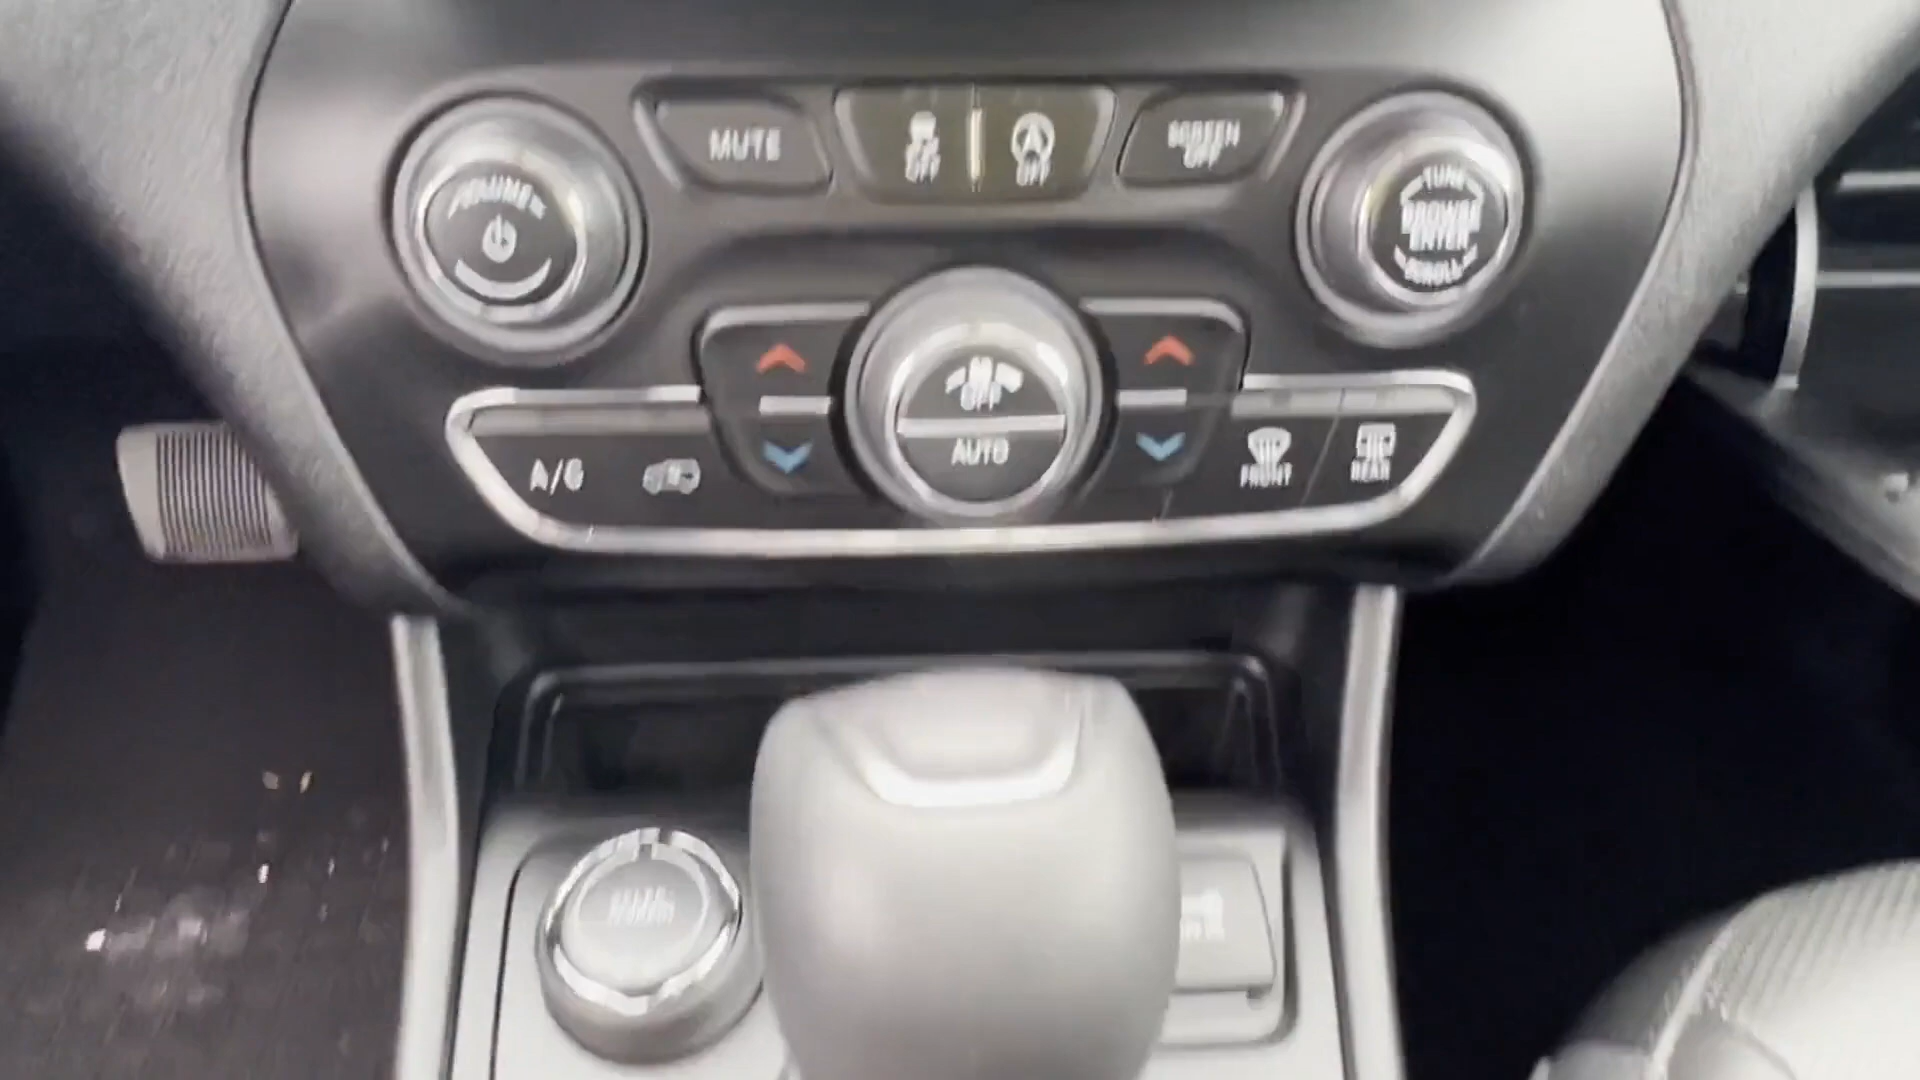 MUTE
OFF
OFF
SCREEN
OFF
VOLUME
TUNE
BROWSE
ENTER
SCROLL
OFF
AUTO
A/C
FRONT
REAR